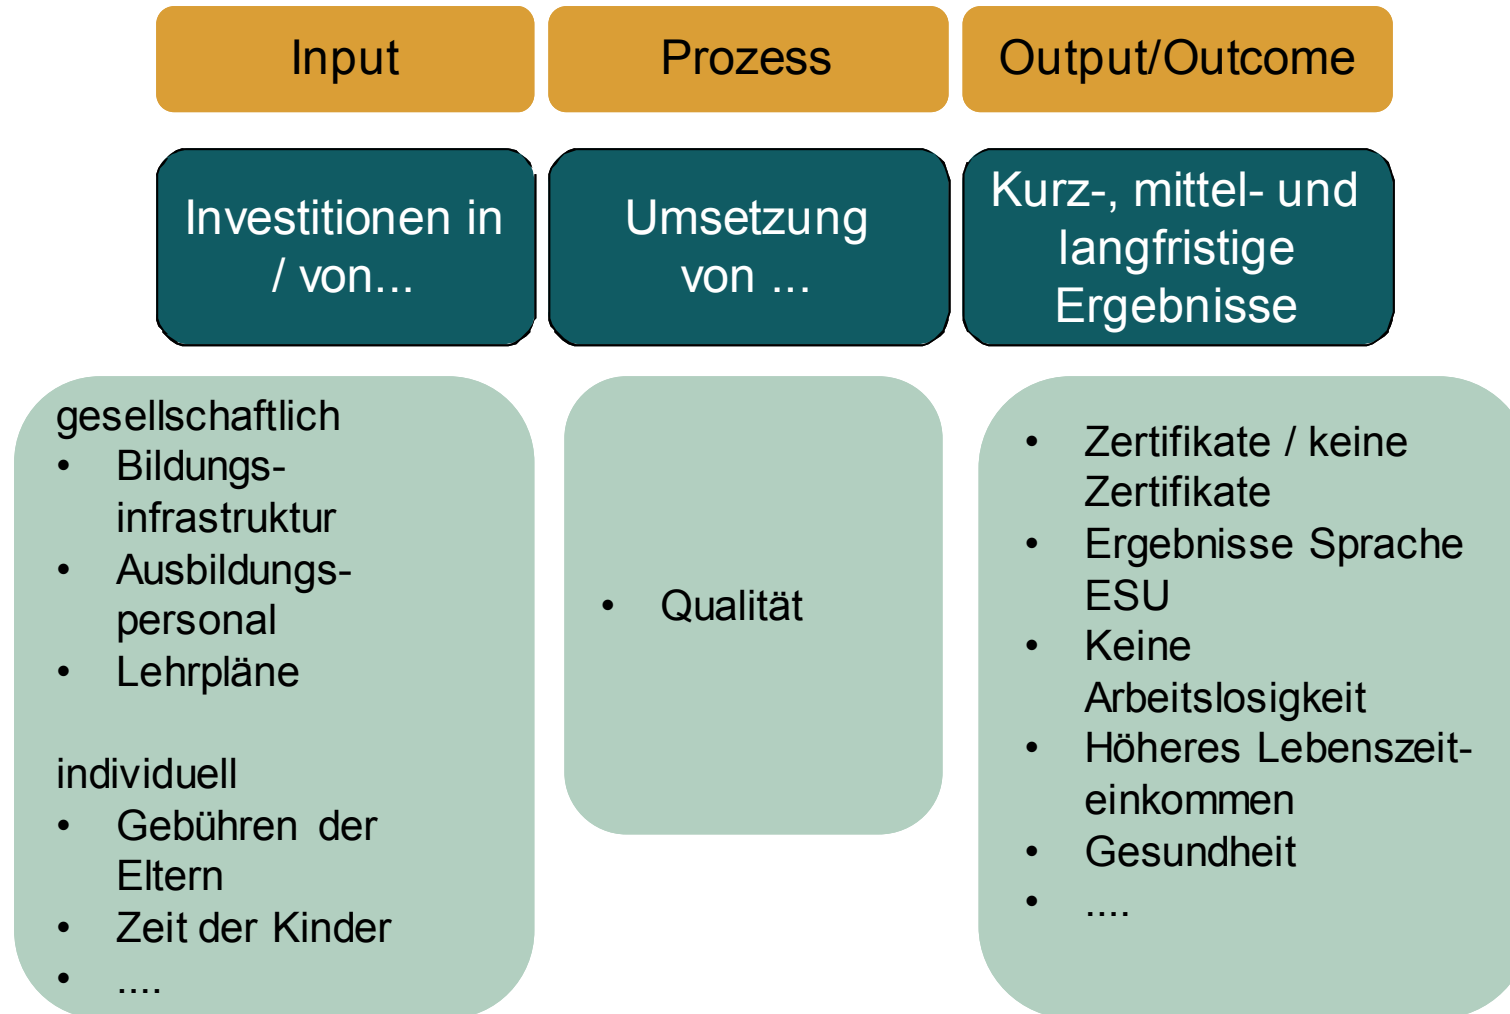 Input
Prozess
Output/Outcome
Investitionen in
/ von...
Umsetzung
von ...
Kurz-, mittel- und
langfristige
Ergebnisse
gesellschaftlich
• Bildungs-
infrastruktur
• Ausbildungs-
personal
• Lehrpläne
individuell
• Gebühren der
Eltern
• Zeit der Kinder
• ....
• Qualität
• Zertifikate / keine
Zertifikate
• Ergebnisse Sprache
ESU
• Keine
Arbeitslosigkeit
• Höheres Lebenszeit-
einkommen
• Gesundheit
• ....